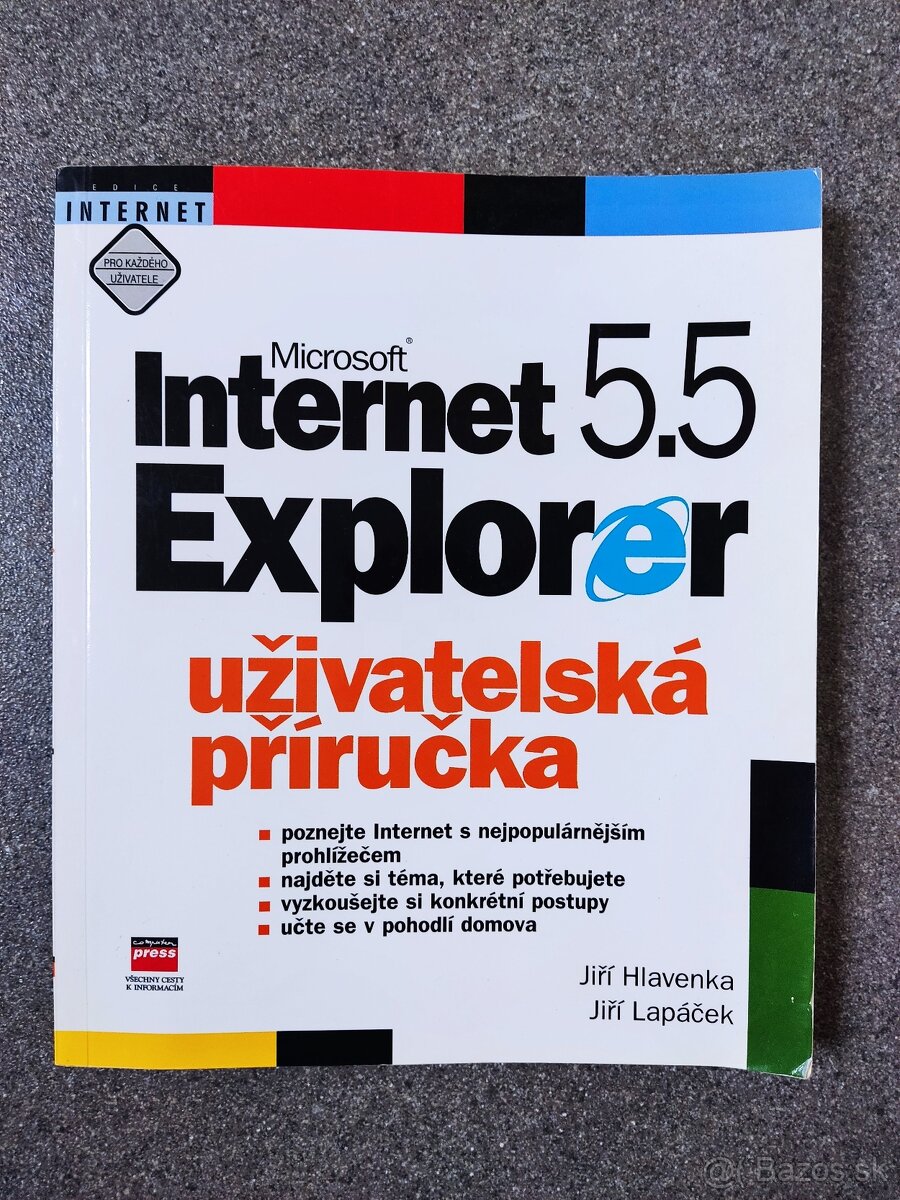 EDICE
INTERNET
PRO KAŽDÉHO
UŽIVATELE
Microsoft®
Internet 5.5
Explorer
uživatelská
příručka
poznejte Internet s nejpopulárnějším
prohlížečem
najděte si téma, které potřebujete
vyzkoušejte si konkrétní postupy
učte se v pohodlí domova
computer
press
VŠECHNY CESTY
K INFORMACÍM
Jiří Hlavenka
Jiří Lapáček
@ Bazos.sk